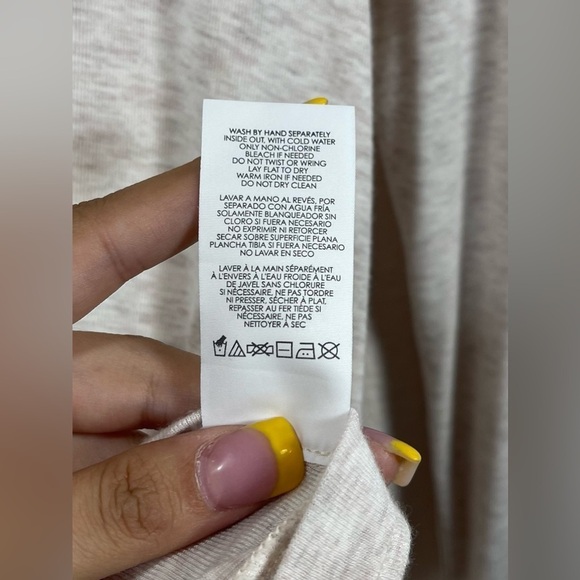 WASH BY HAND SEPARATELY
INSIDE OUT, WITH COLD WATER
ONLY NON-CHLORINE
BLEACH IF NEEDED
DO NOT TWIST OR WRING
LAY FLAT TO DRY
WARM IRON IF NEEDED
DO NOT DRY CLEAN
LAVAR A MANO AL REVÉS, POR
SEPARADO CON AGUA FRÍA
SOLAMENTE BLANQUEADOR SIN
CLORO SI FUERA NECESARIO
NO EXPRIMIR NI RETORCER
SECAR SOBRE SUPERFICIE PLANA
PLANCHA TIBIA SI FUERA NECESARIO
NO LAVAR EN SECO
LAVER À LA MAIN SÉPARÉMENT
À L'ENVERS À L'EAU FROIDE À L'EAU
DE JAVEL SANS CHLORURE
SI NÉCESSAIRE, NE PAS TORDRE
NI PRESSER, SÉCHER À PLAT,
REPASSER AU FER TIÈDE SI
NÉCESSAIRE, NE PAS
NETTOYER À SEC